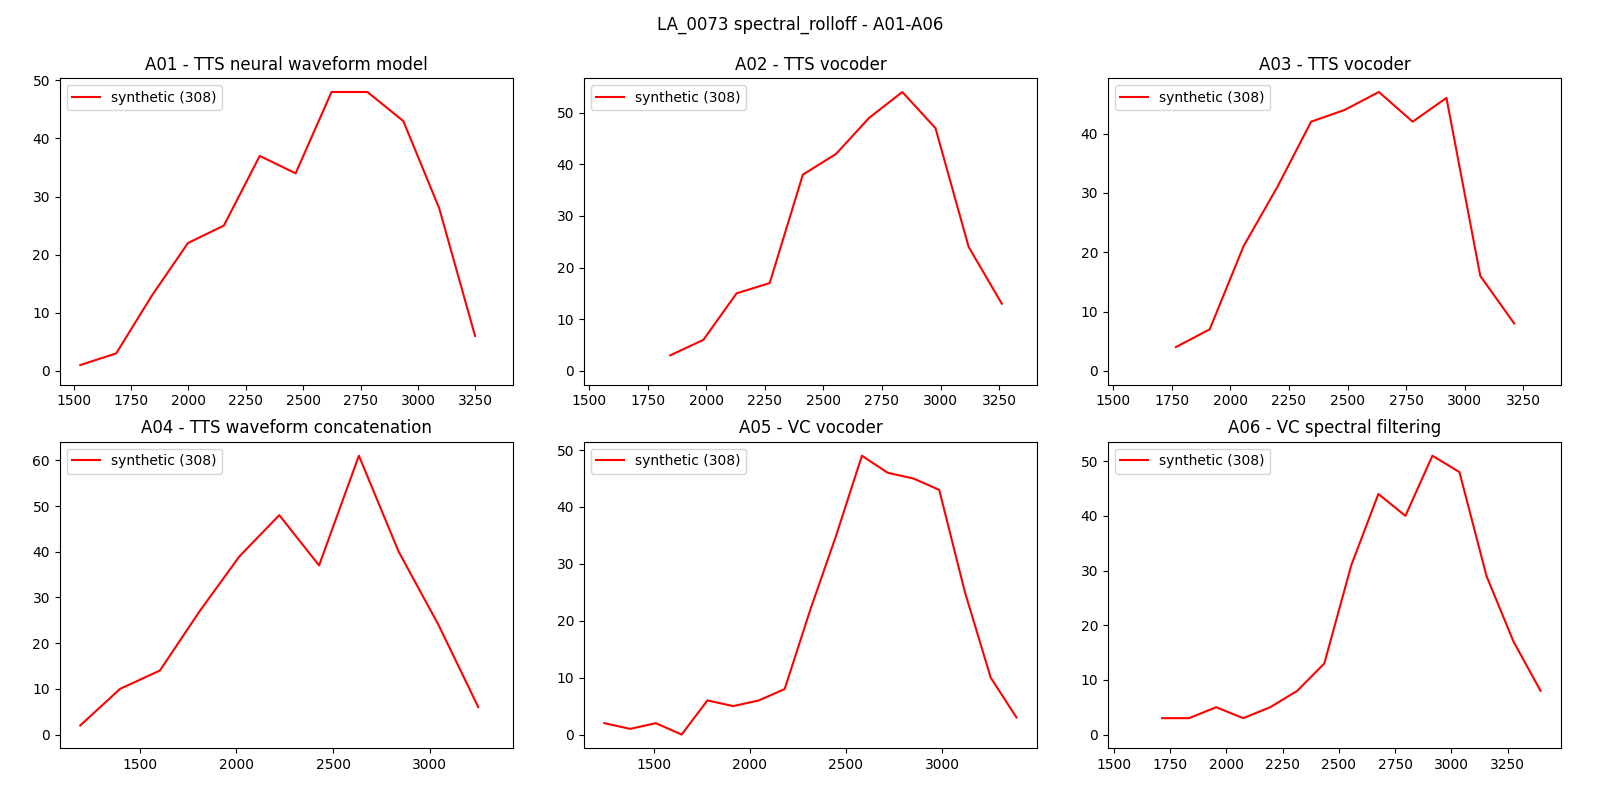 LA_0073 spectral_rolloff - A01-A06
A01 - TTS neural waveform model
synthetic (308)
50
40
30
20
10
0
1500 1750 2000 2250 2500 2750 3000 3250
A02 - TTS vocoder
synthetic (308)
50
40
30
20
10
0
1500 1750 2000 2250 2500 2750 3000 3250
A03 - TTS vocoder
synthetic (308)
40
30
20
10
0
1500 1750 2000 2250 2500 2750 3000 3250
A04 - TTS waveform concatenation
synthetic (308)
60
50
40
30
20
10
0
1500 2000 2500 3000
A05 - VC vocoder
synthetic (308)
50
40
30
20
10
0
1500 2000 2500 3000
A06 - VC spectral filtering
synthetic (308)
50
40
30
20
10
0
1500 1750 2000 2250 2500 2750 3000 3250